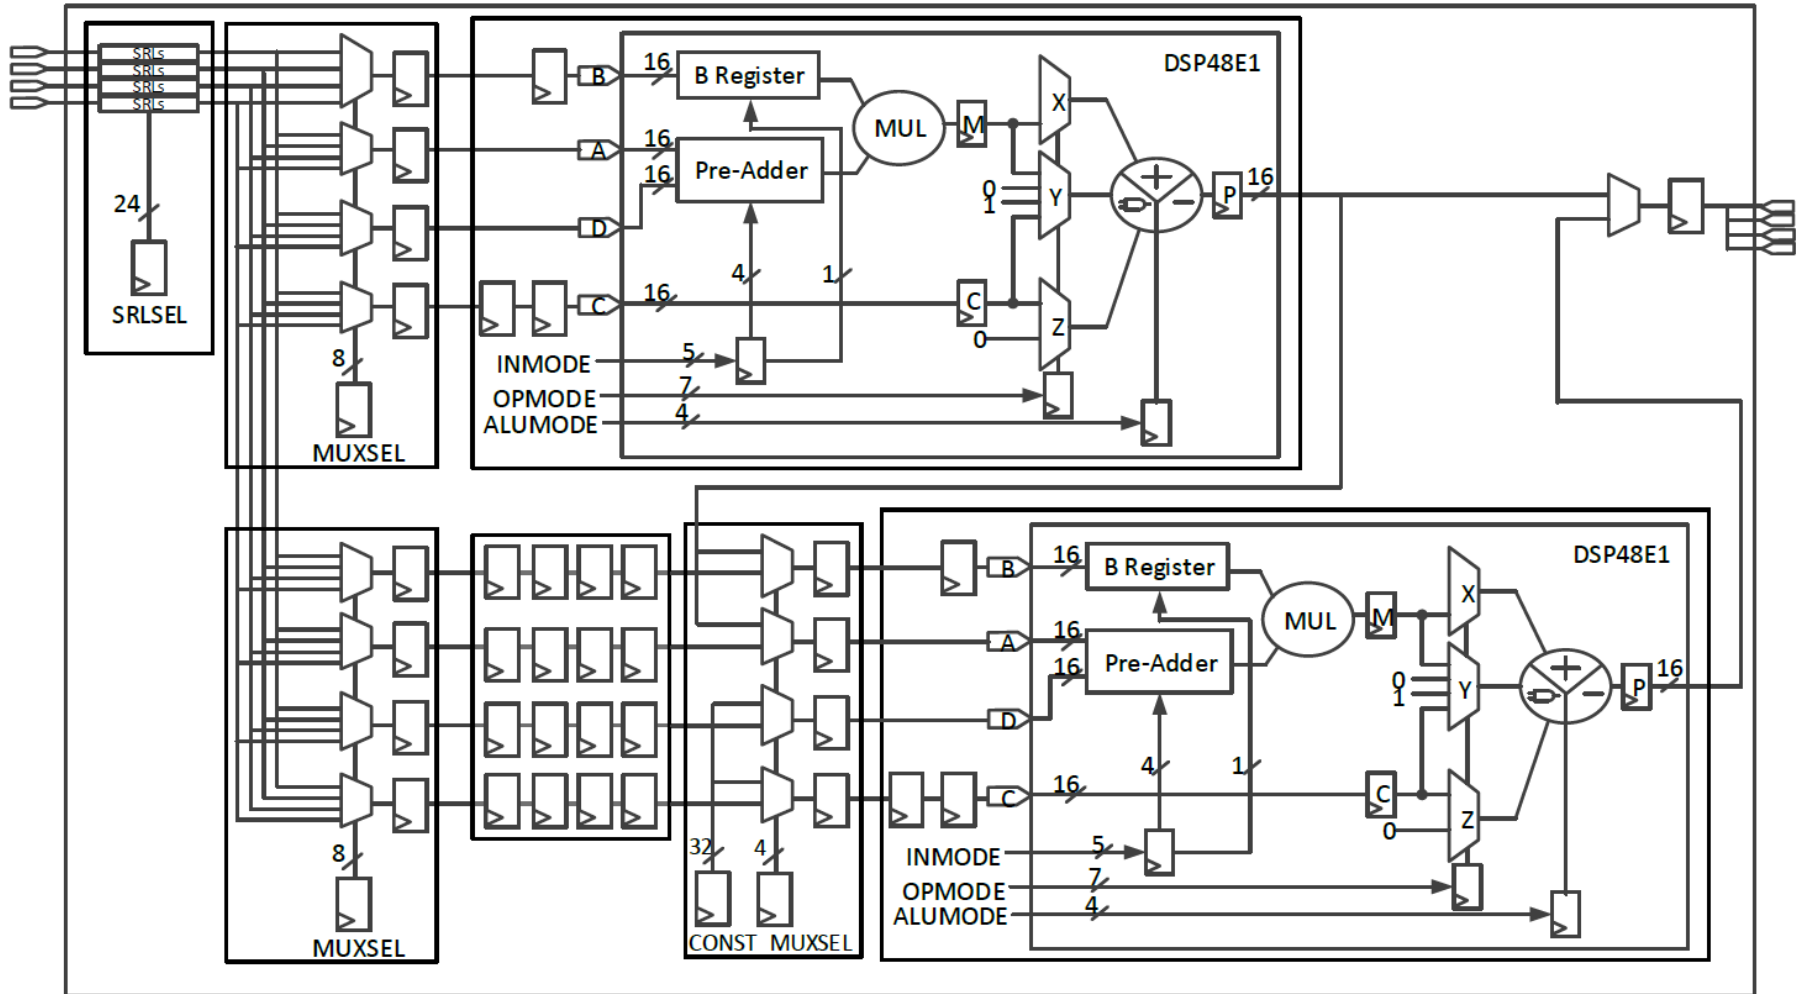 SRLs
SRLs
SRLs
SRLs
24
SRLSEL
8
MUXSEL
DSP48E1
B
16
B Register
A
16
16
Pre-Adder
D
C
16
MUL
M
X
0
1
Y
C
0
Z
P
16
4
1
INMODE
5
OPMODE
7
ALUMODE
4
8
MUXSEL
32
4
CONST MUXSEL
DSP48E1
B
16
B Register
A
16
16
Pre-Adder
D
C
16
MUL
M
X
0
1
Y
C
0
Z
P
16
4
1
INMODE
5
OPMODE
7
ALUMODE
4